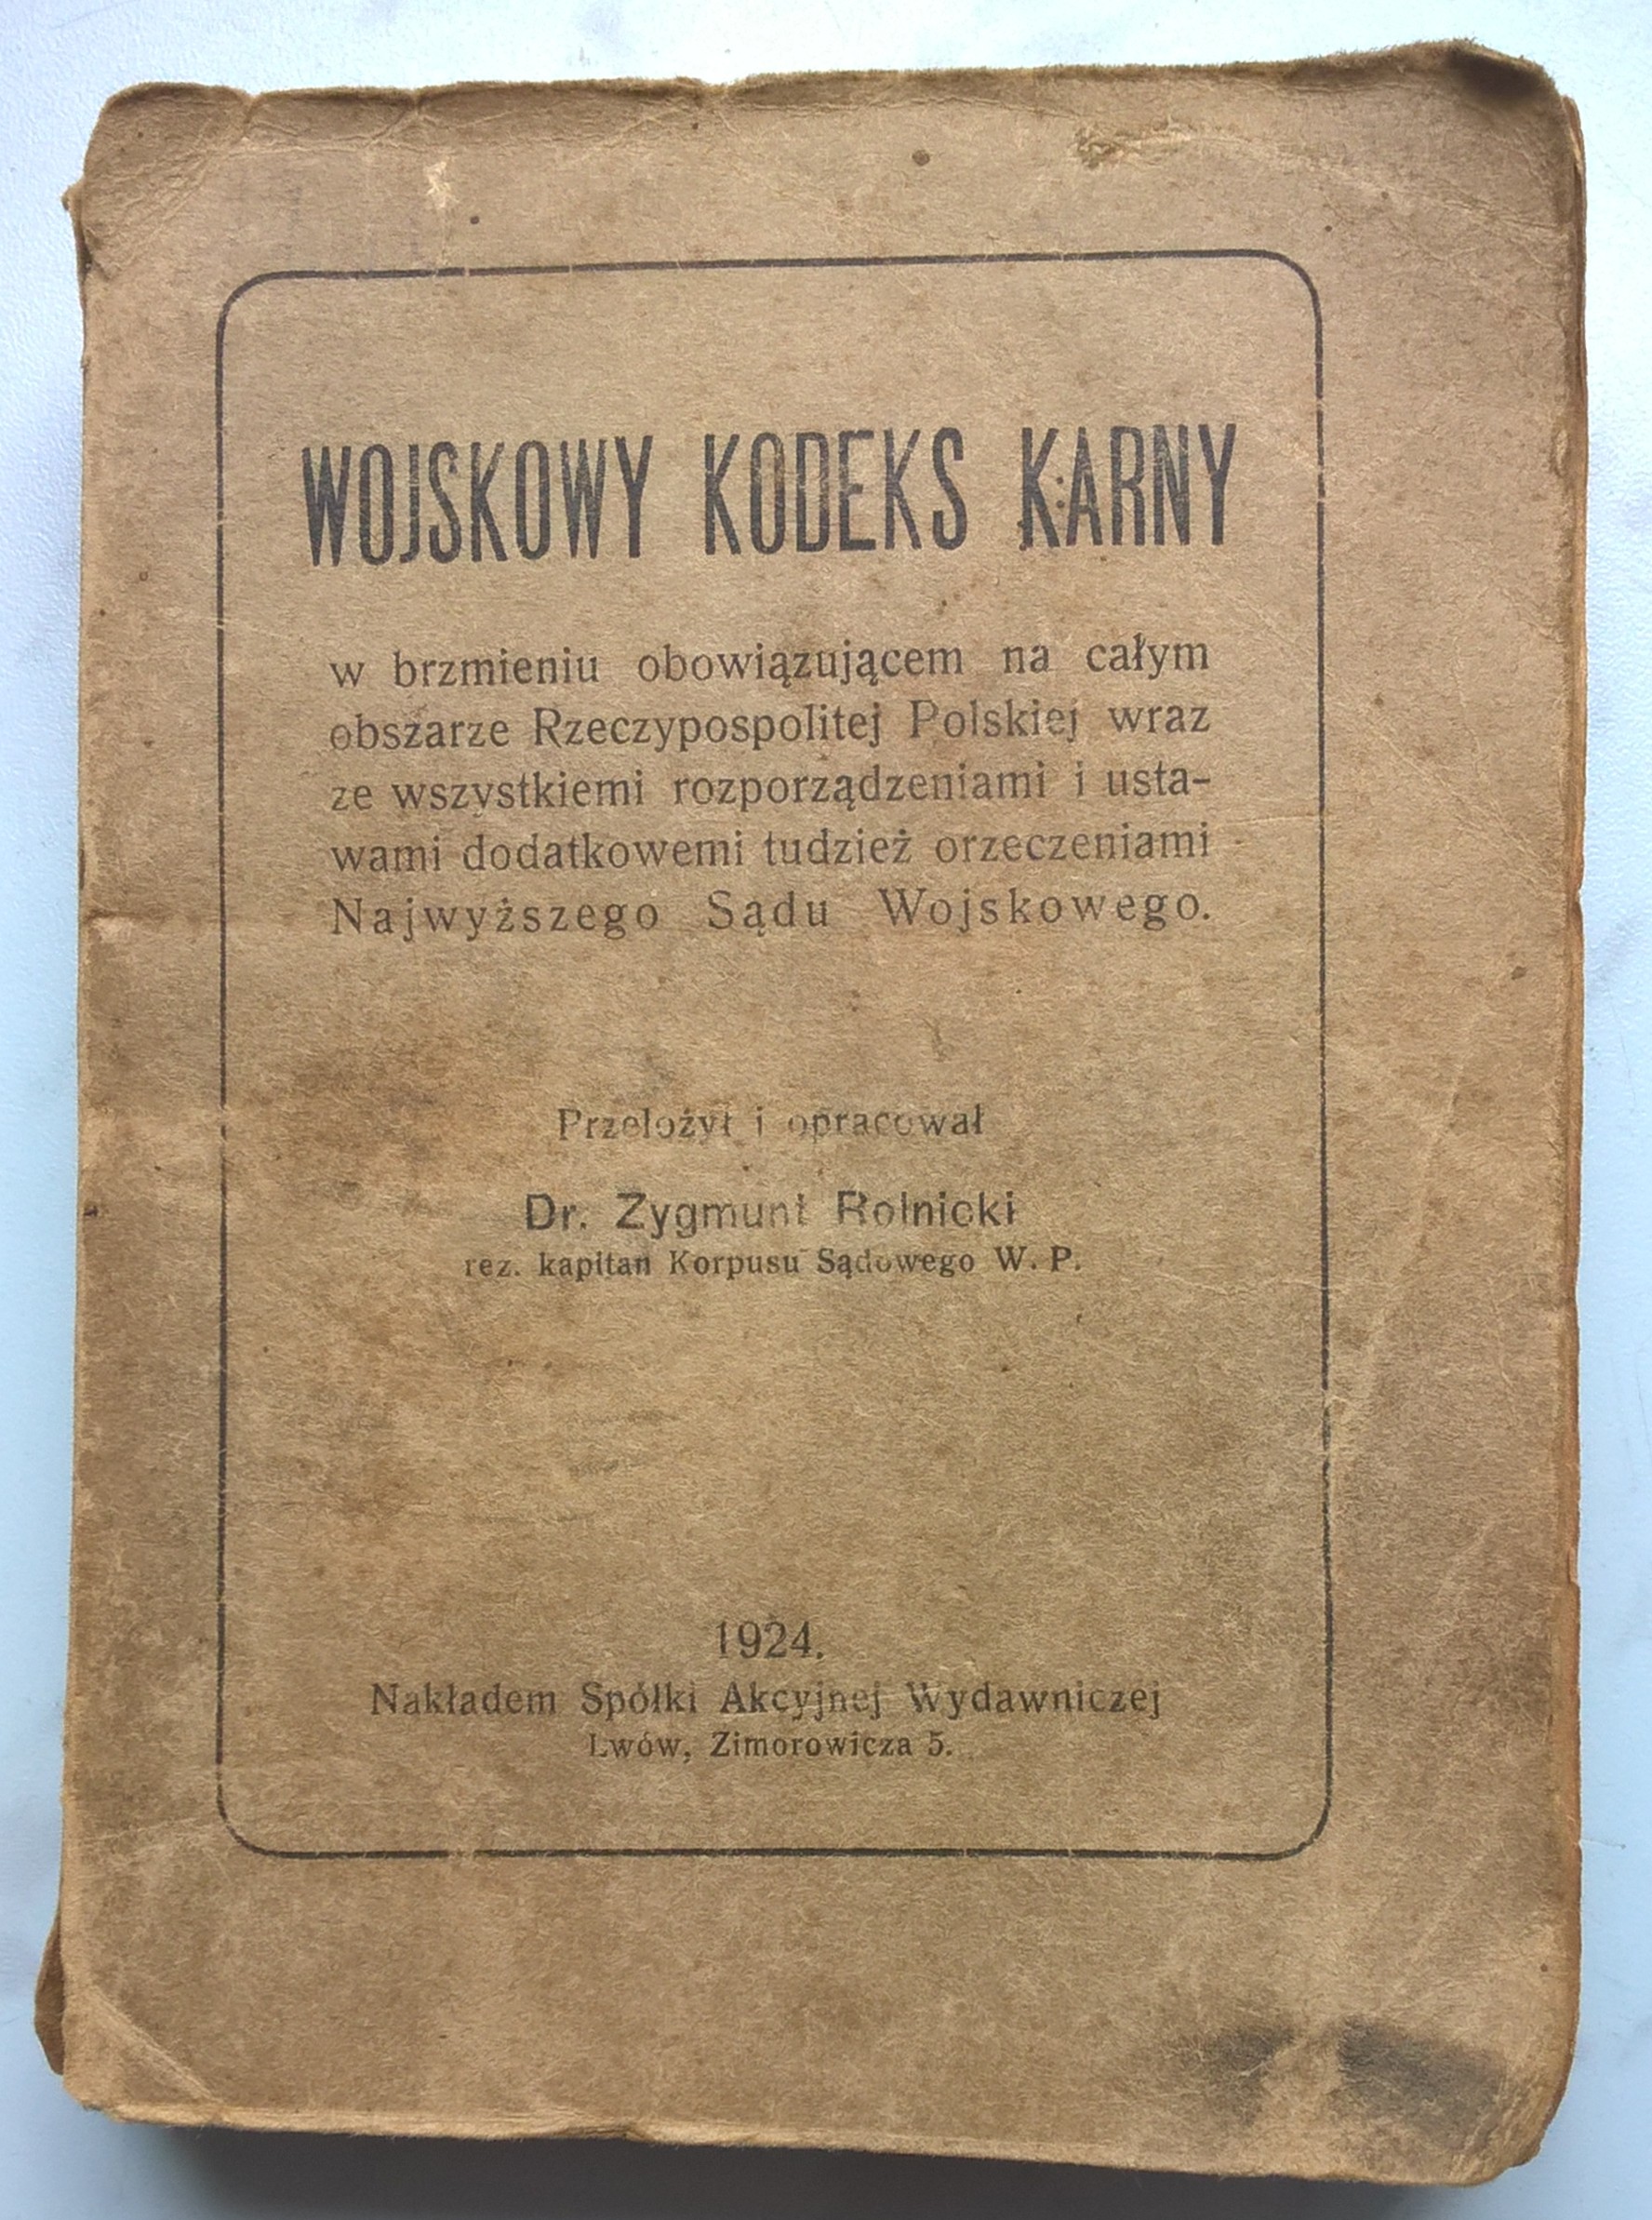 WOJSKOWY KODEKS KARNY
w brzmieniu obowiązującem na całym
obszarze Rzeczypospolitej Polskiej wraz
ze wszystkiemi rozporządzeniami i usta-
wami dodatkowemi tudzież orzeczeniami
Najwyższego Sądu Wojskowego.
Przełożył i opracował
Dr. Zygmunt Rolnicki
rez. kapitan Korpusu Sądowego W. P.
1924.
Nakładem Spółki Akcyjnej Wydawniczej
Lwów, Zimorowicza 5.